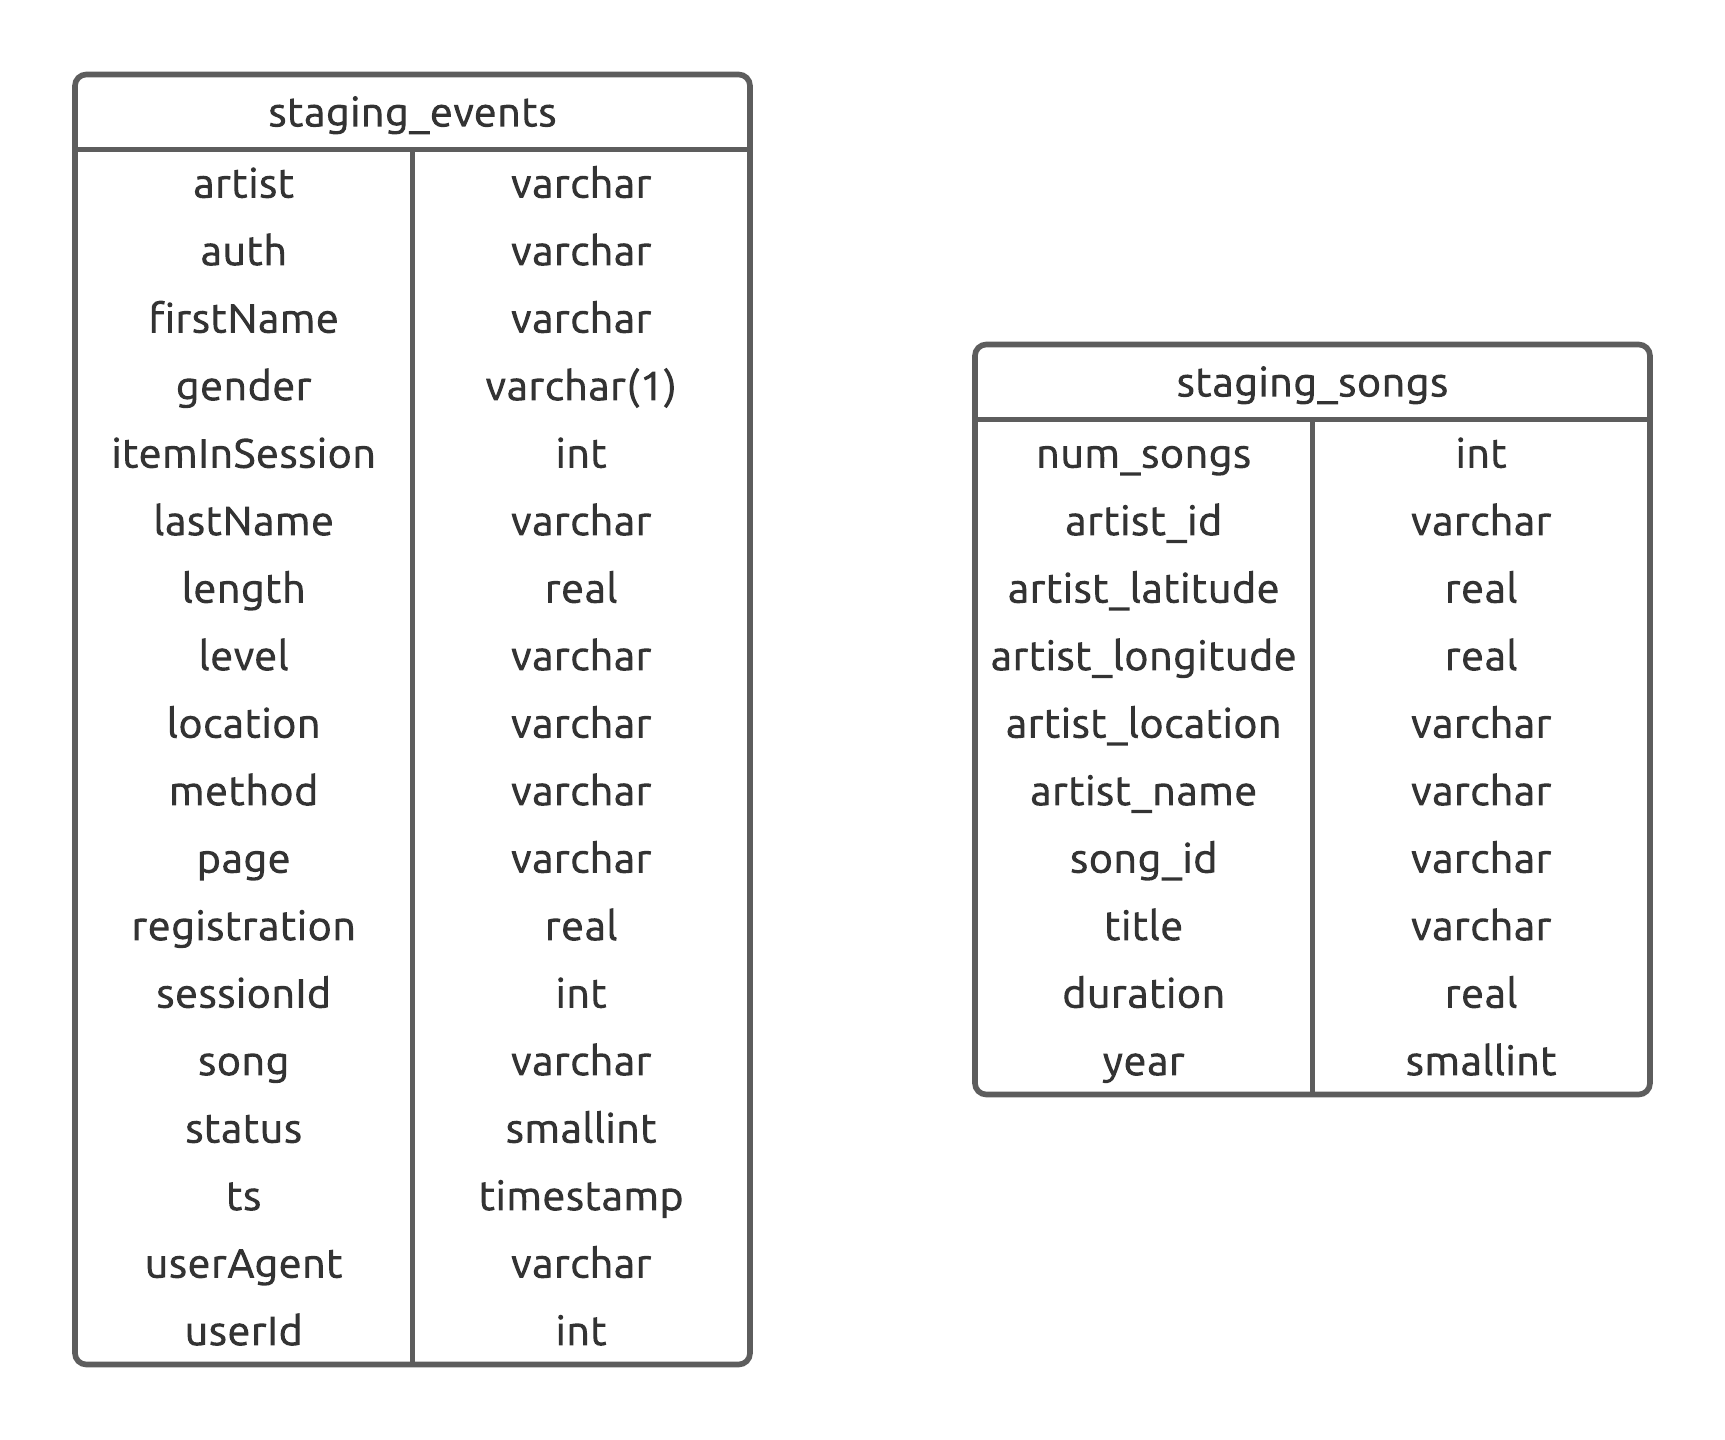 staging_events
artist varchar
auth varchar
firstName varchar
gender varchar(1)
itemInSession int
lastName varchar
length real
level varchar
location varchar
method varchar
page varchar
registration real
sessionId int
song varchar
status smallint
ts timestamp
userAgent varchar
userId int
staging_songs
num_songs int
artist_id varchar
artist_latitude real
artist_longitude real
artist_location varchar
artist_name varchar
song_id varchar
title varchar
duration real
year smallint